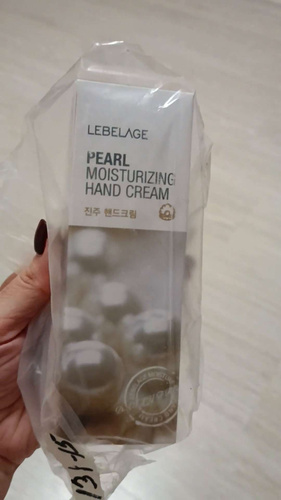 LEBELAGE
PEARL
MOISTURIZING
HAND CREAM
진주 핸드크림